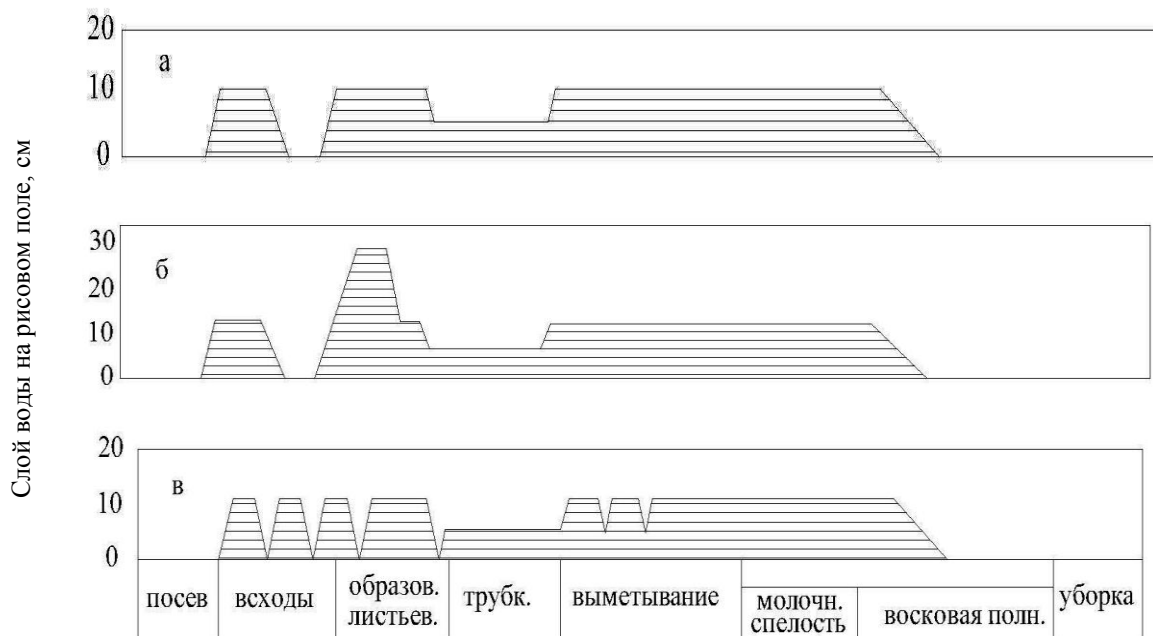 Слой воды на рисовом поле, см
20
а
10
0
30
б
20
10
0
20
в
10
0
посев
всходы
образов.
листьев.
трубк.
выметывание
молочн.
спелость
восковая полн.
уборка